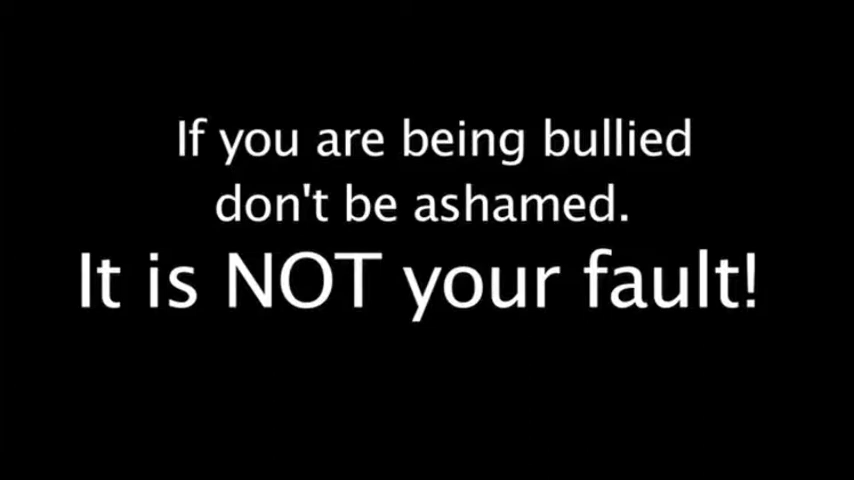 If you are being bullied
don't be ashamed.
It is NOT your fault!